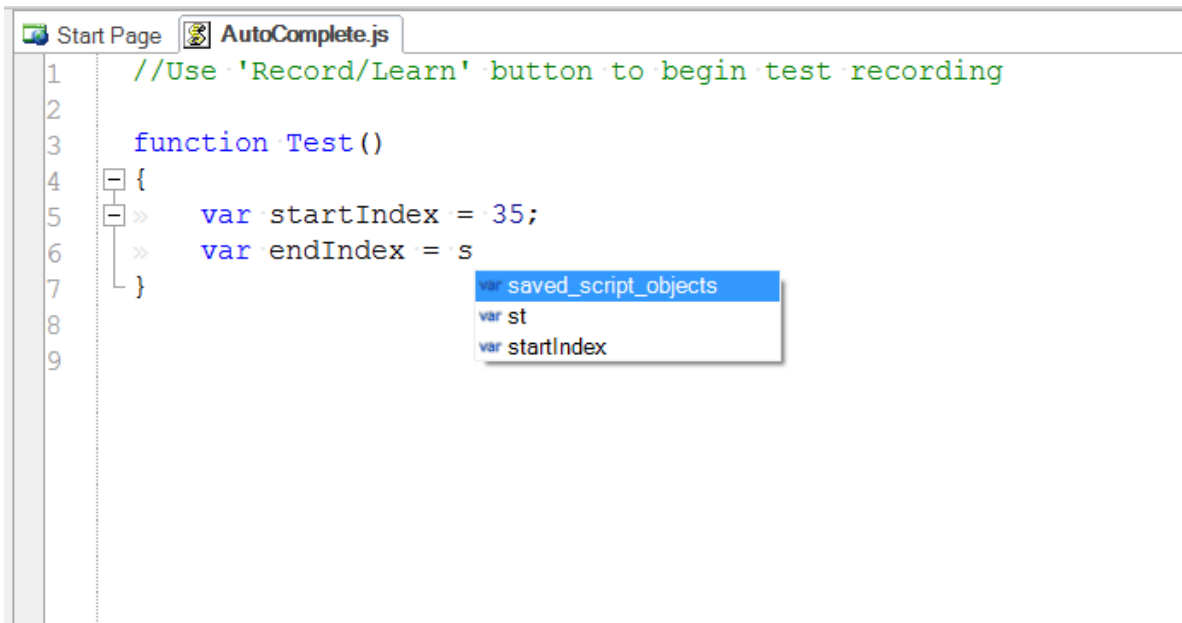 Start Page AutoComplete.js
1 //Use 'Record/Learn' button to begin test recording
2
3 function Test()
4 {
5 var startIndex = 35;
6 var endIndex = s
7 }
var saved_script_objects
var st
var startIndex
8
9